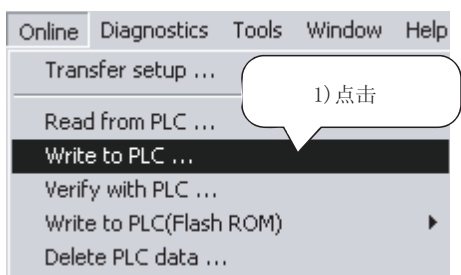 Online Diagnostics Tools Window Help
Transfer setup ...
1)点击
Read from PLC ...
Write to PLC ...
Verify with PLC ...
Write to PLC(Flash ROM)
Delete PLC data ...